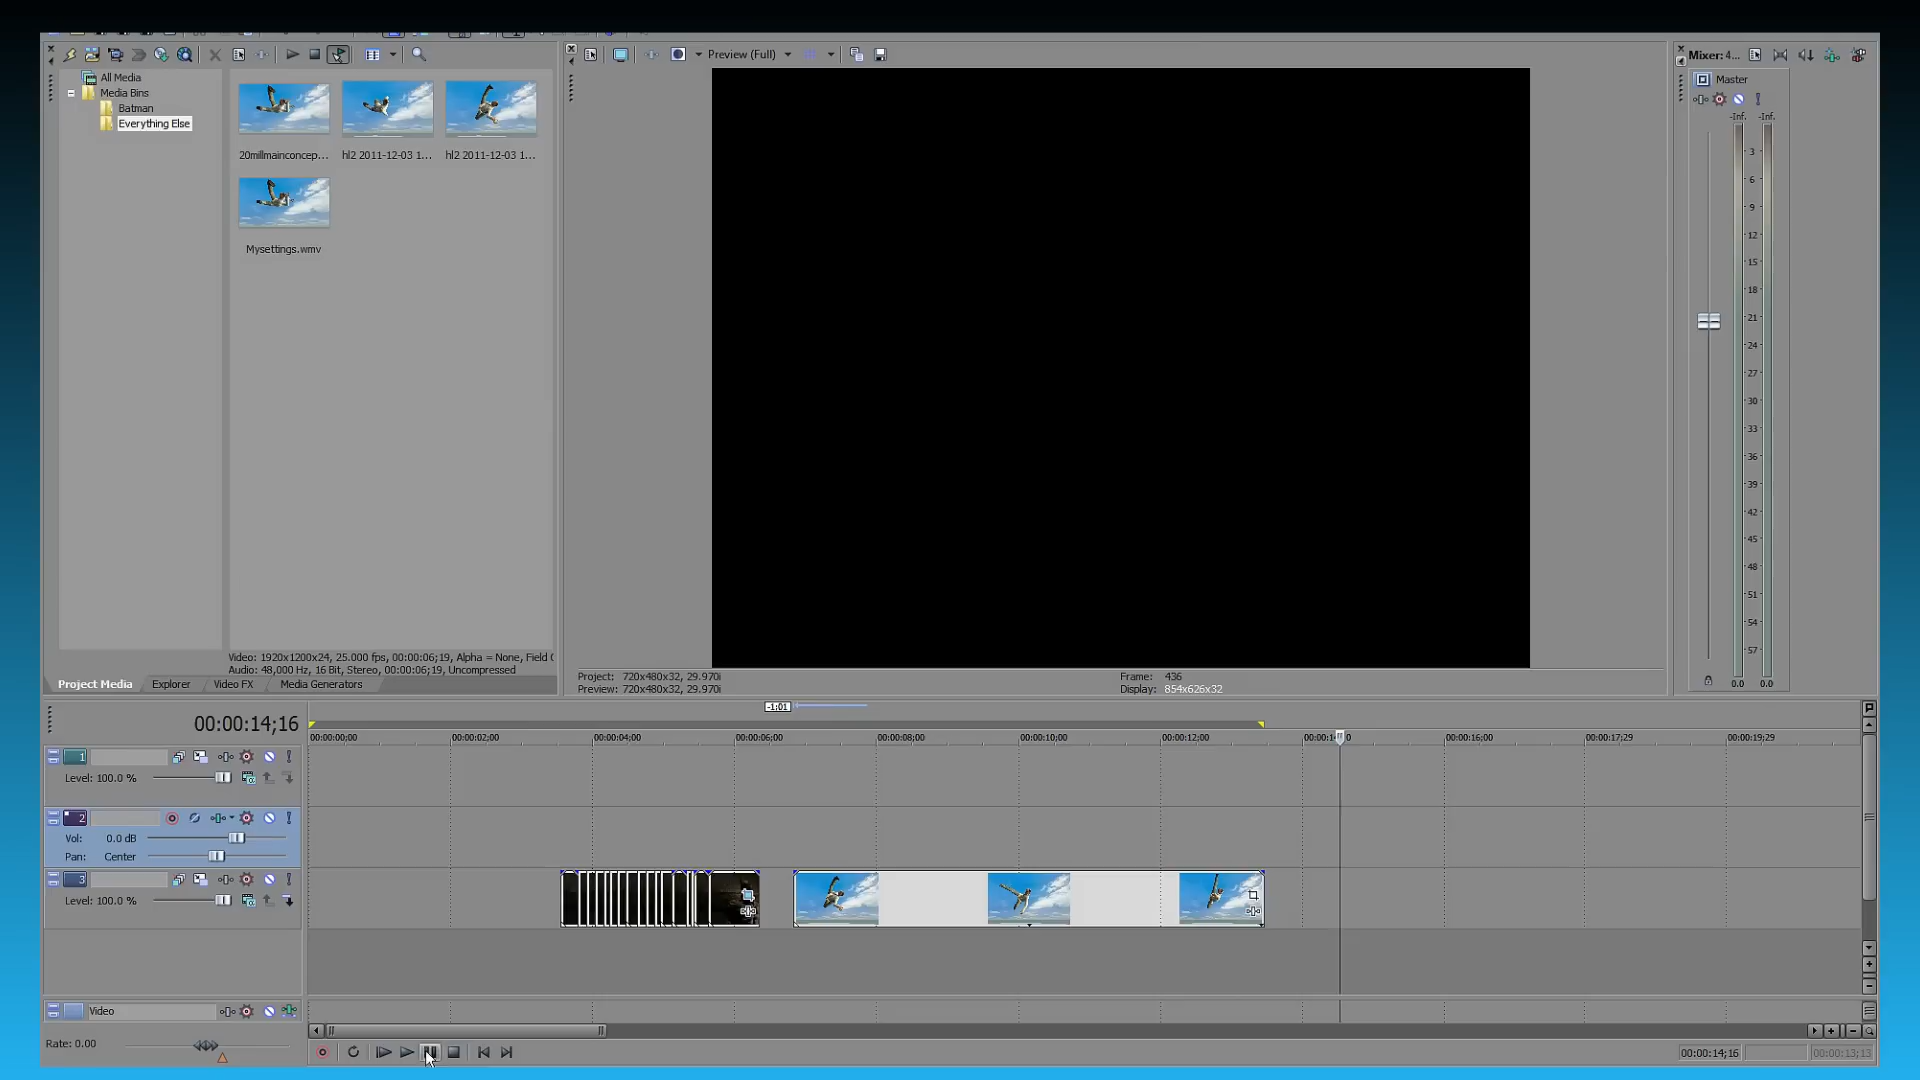 Preview (Full)
Mixer: 4...
All Media
Media Bins
Batman
Everything Else
20millmainconcep...
hl2 2011-12-03 1...
hl2 2011-12-03 1...
Mysettings.wmv
Master
-Inf.
-Inf.
3
6
9
12
15
18
21
24
27
30
33
36
39
42
45
48
51
54
57
0.0
0.0
Video: 1920x1200x24, 25.000 fps, 00:00:06;19, Alpha = None, Field
Audio: 48,000 Hz, 16 Bit, Stereo, 00:00:06;19, Uncompressed
Project Media
Explorer
Video FX
Media Generators
Project: 720x480x32, 29.970i
Preview: 720x480x32, 29.970i
Frame: 436
Display: 854x626x32
-1:01
00:00:14;16
00:00:00;00
00:00:02;00
00:00:04;00
00:00:06;00
00:00:08;00
00:00:10;00
00:00:12;00
00:00:16;00
00:00:17;29
00:00:19;29
1
Level: 100.0 %
2
Vol: 0.0 dB
Pan: Center
3
Level: 100.0 %
Video
Rate: 0.00
00:00:14;16
00:00:13;13